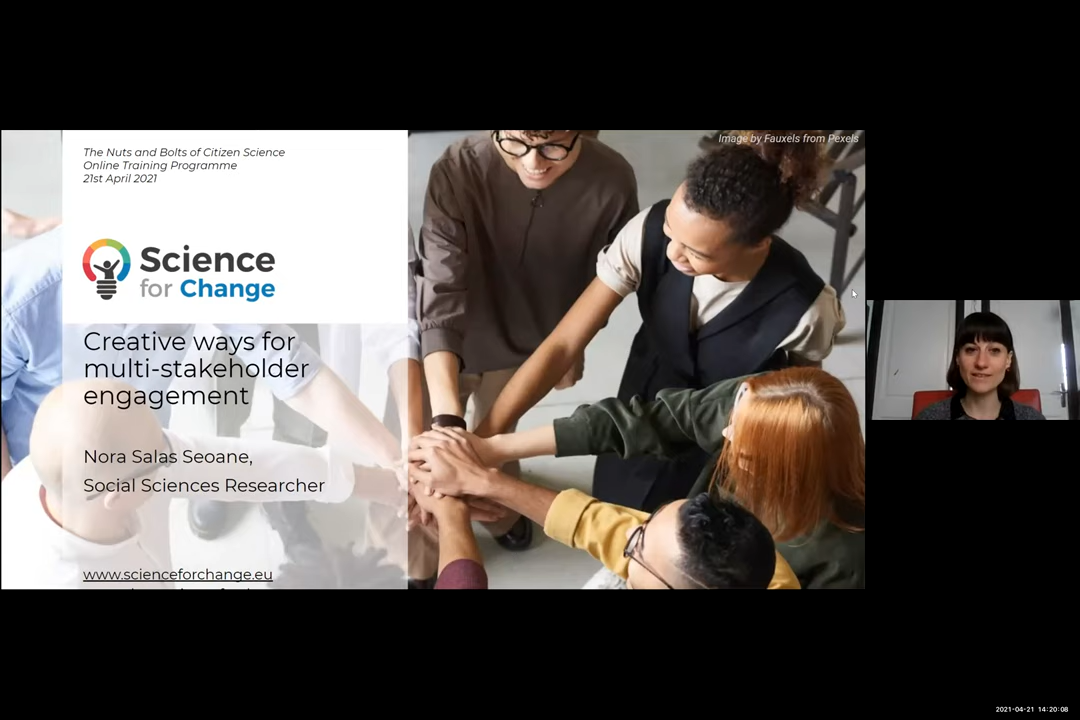 Image by Fauxels from Pexels
The Nuts and Bolts of Citizen Science
Online Training Programme
21st April 2021
Science
for Change
Creative ways for
multi-stakeholder
engagement
Nora Salas Seoane,
Social Sciences Researcher
www.scienceforchange.eu
2021-04-21 14:20:08